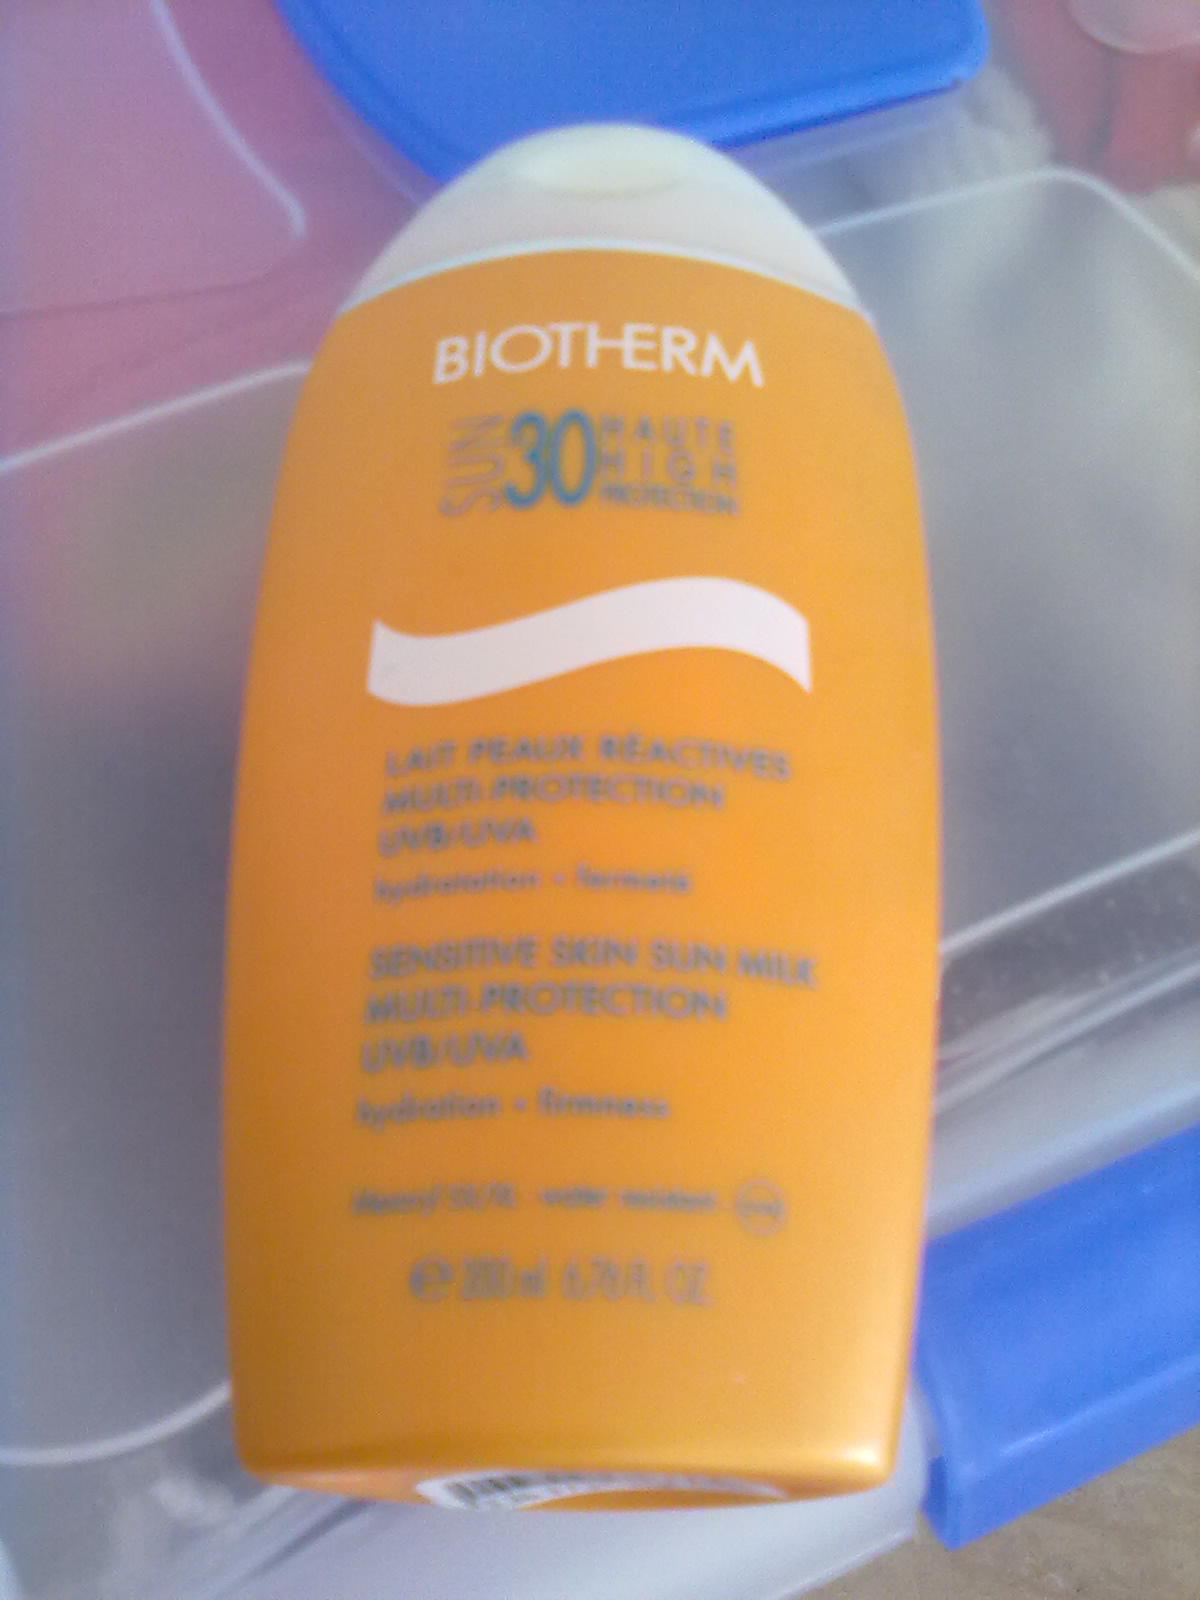 BIOTHERM
SUN 30 HAUTE
HIGH
PROTECTION
LAIT PEAUX RÉACTIVES
MULTI-PROTECTION
UVB/UVA
hydratation • fermeté
SENSITIVE SKIN SUN MILK
MULTI-PROTECTION
UVB/UVA
hydration • firmness
water resistant
e 200 ml 6.76 FL. OZ.